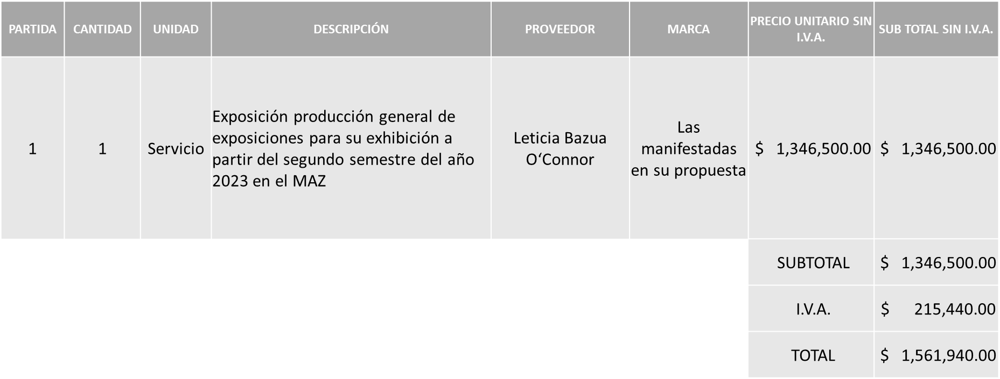 PARTIDA
CANTIDAD
UNIDAD
DESCRIPCIÓN
PROVEEDOR
MARCA
PRECIO UNITARIO SIN
I.V.A.
SUB TOTAL SIN I.V.A.
1
1
Servicio
Exposición producción general de
exposiciones para su exhibición a
partir del segundo semestre del año
2023 en el MAZ
Leticia Bazua
O‘Connor
Las
manifestadas
en su propuesta
$ 1,346,500.00
$ 1,346,500.00
SUBTOTAL
$ 1,346,500.00
I.V.A.
$ 215,440.00
TOTAL
$ 1,561,940.00